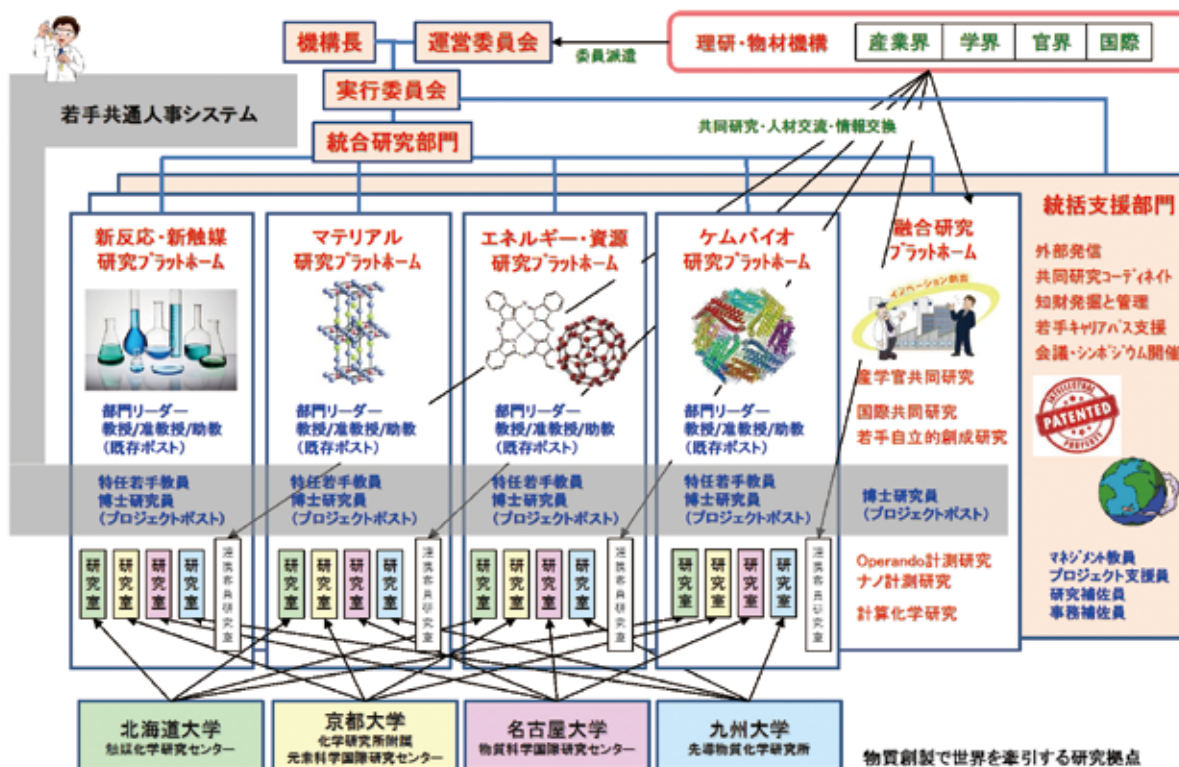 機構長
運営委員会
委員派遣
理研・物材機構
産業界
学界
官界
国際
若手共通人事システム
実行委員会
共同研究・人材交流・情報交換
統合研究部門
新反応・新触媒
研究プラットホーム
部門リーダー
教授/准教授/助教
(既存ポスト)
特任若手教員
博士研究員
(プロジェクトポスト)
研究室
研究室
研究室
研究室
連携客員研究室
マテリアル
研究プラットホーム
部門リーダー
教授/准教授/助教
(既存ポスト)
特任若手教員
博士研究員
(プロジェクトポスト)
研究室
研究室
研究室
研究室
連携客員研究室
エネルギー・資源
研究プラットホーム
部門リーダー
教授/准教授/助教
(既存ポスト)
特任若手教員
博士研究員
(プロジェクトポスト)
研究室
研究室
研究室
研究室
連携客員研究室
ケムバイオ
研究プラットホーム
部門リーダー
教授/准教授/助教
(既存ポスト)
特任若手教員
博士研究員
(プロジェクトポスト)
研究室
研究室
研究室
研究室
連携客員研究室
融合研究
プラットホーム
イノベーション創出
産学官共同研究
国際共同研究
若手自立的創成研究
博士研究員
(プロジェクトポスト)
Operando計測研究
ナノ計測研究
計算化学研究
統括支援部門
外部発信
共同研究コーディネイト
知財発掘と管理
若手キャリアパス支援
会議・シンポジウム開催
INTELLECTUAL
PATENTED
PROPERTY
マネジメント教員
プロジェクト支援員
研究補佐員
事務補佐員
北海道大学
触媒化学研究センター
京都大学
化学研究所附属
元素科学国際研究センター
名古屋大学
物質科学国際研究センター
九州大学
先導物質化学研究所
物質創製で世界を牽引する研究拠点